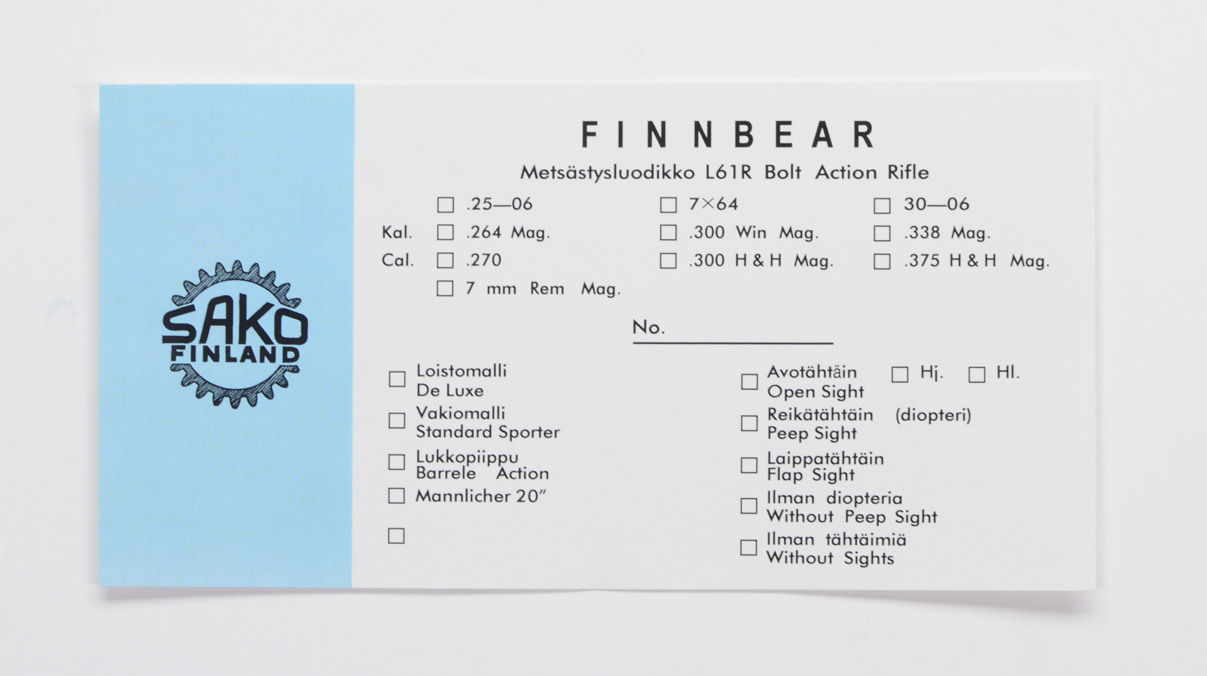 SAKO
FINLAND
FINNBEAR
Metsästysluodikko L61R Bolt Action Rifle
.25—06 7×64 30—06
Kal. .264 Mag. .300 Win Mag. .338 Mag.
Cal. .270 .300 H & H Mag. .375 H & H Mag.
7 mm Rem Mag.
No.
Loistomalli
De Luxe
Vakiomalli
Standard Sporter
Lukkopiippu
Barrele Action
Mannlicher 20”
Avotähtâin Hj. Hl.
Open Sight
Reikätähtäin (diopteri)
Peep Sight
Laippatähtäin
Flap Sight
Ilman diopteria
Without Peep Sight
Ilman tähtäimiä
Without Sights